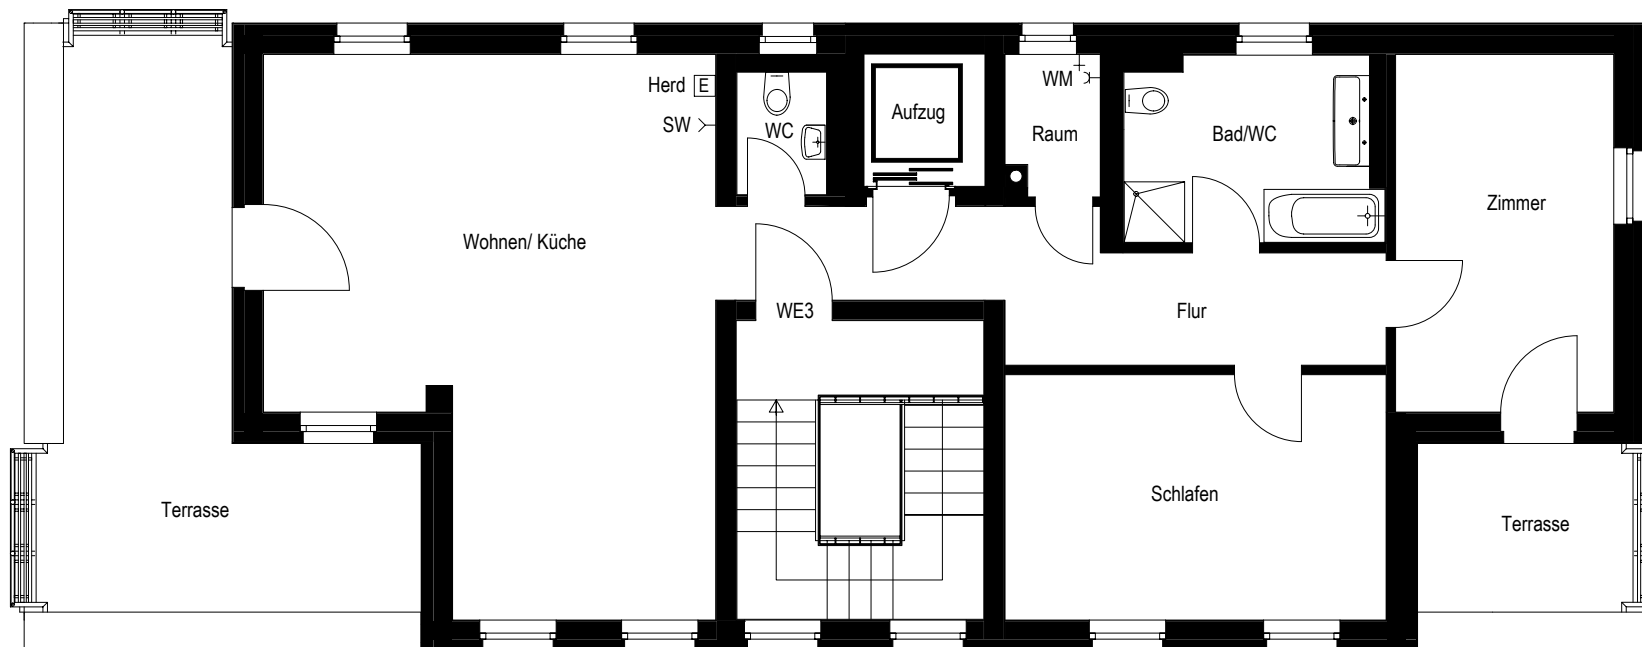 Herd E
SW
WC
Aufzug
WM
Raum
Bad/WC
Zimmer
Wohnen/ Küche
WE3
Flur
Terrasse
Schlafen
Terrasse